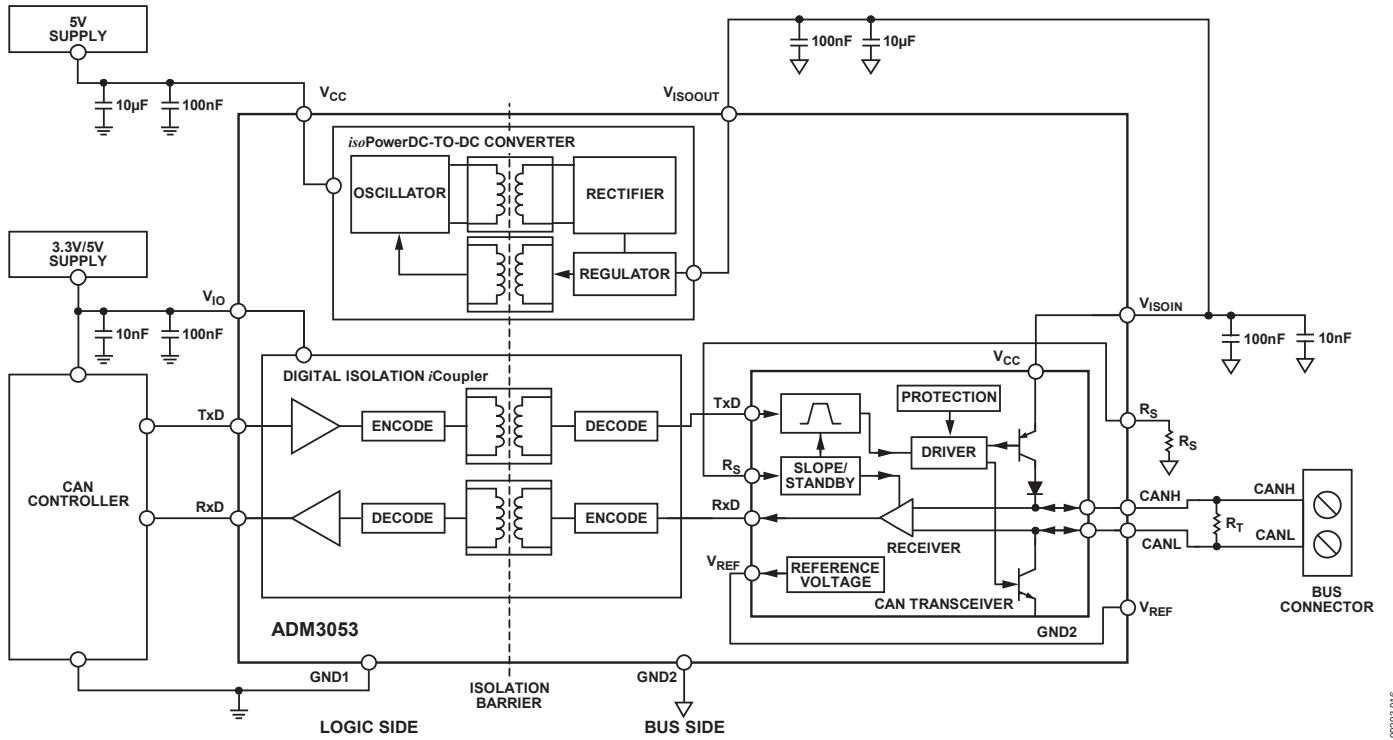 5V
SUPPLY
100nF
10µF
10µF
100nF
VCC
VISOOUT
isoPowerDC-TO-DC CONVERTER
OSCILLATOR
RECTIFIER
REGULATOR
3.3V/5V
SUPPLY
VIO
10nF
100nF
VISOIN
100nF
10nF
DIGITAL ISOLATION iCoupler
VCC
TxD
ENCODE
DECODE
TxD
PROTECTION
DRIVER
RS
RS
RS
SLOPE/
STANDBY
CAN
CONTROLLER
RxD
DECODE
ENCODE
RxD
RECEIVER
CANH
CANH
RT
CANL
CANL
VREF
REFERENCE
VOLTAGE
CAN TRANSCEIVER
BUS
CONNECTOR
VREF
GND2
ADM3053
GND1
ISOLATION
BARRIER
GND2
LOGIC SIDE
BUS SIDE